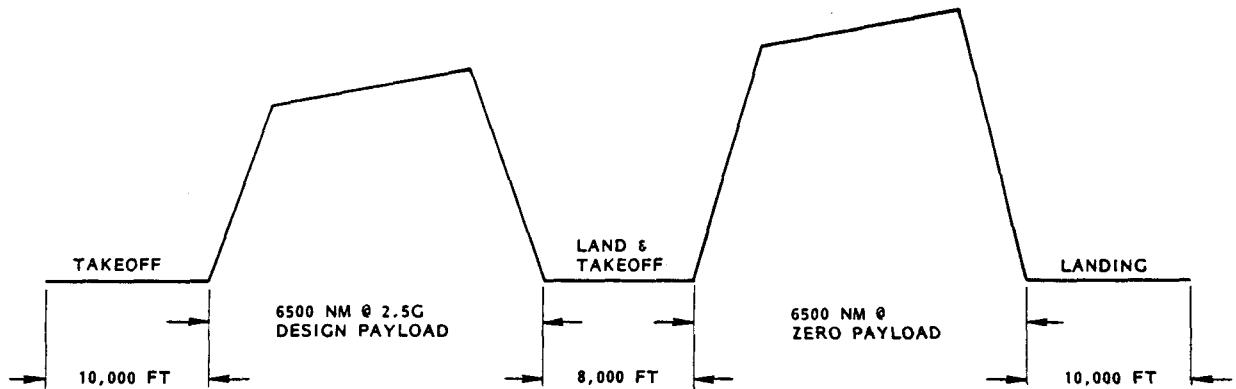 TAKEOFF
LAND &
TAKEOFF
LANDING
6500 NM @ 2.5G
DESIGN PAYLOAD
6500 NM @
ZERO PAYLOAD
10,000 FT
8,000 FT
10,000 FT